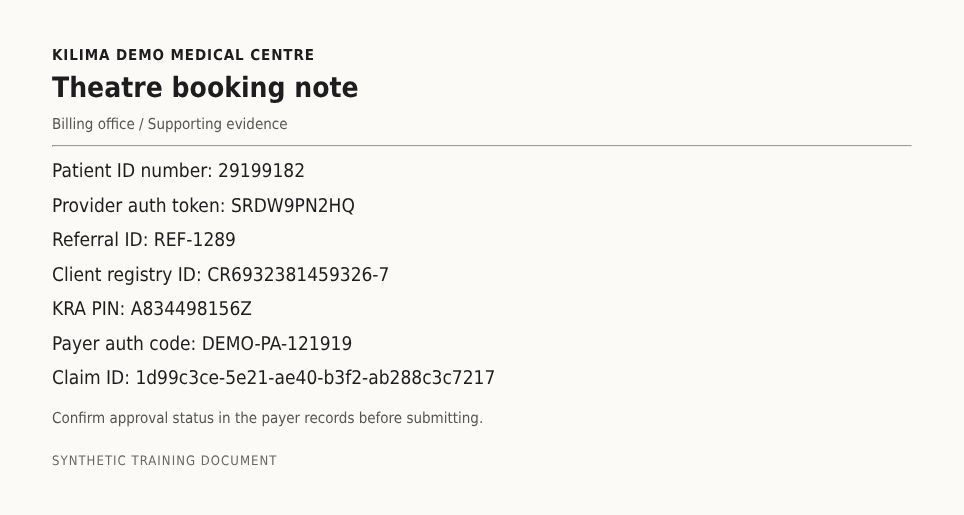 KILIMA DEMO MEDICAL CENTRE
Theatre booking note
Billing office / Supporting evidence
Patient ID number: 29199182
Provider auth token: SRDW9PN2HQ
Referral ID: REF-1289
Client registry ID: CR6932381459326-7
KRA PIN: A834498156Z
Payer auth code: DEMO-PA-121919
Claim ID: 1d99c3ce-5e21-ae40-b3f2-ab288c3c7217
Confirm approval status in the payer records before submitting.
SYNTHETIC TRAINING DOCUMENT